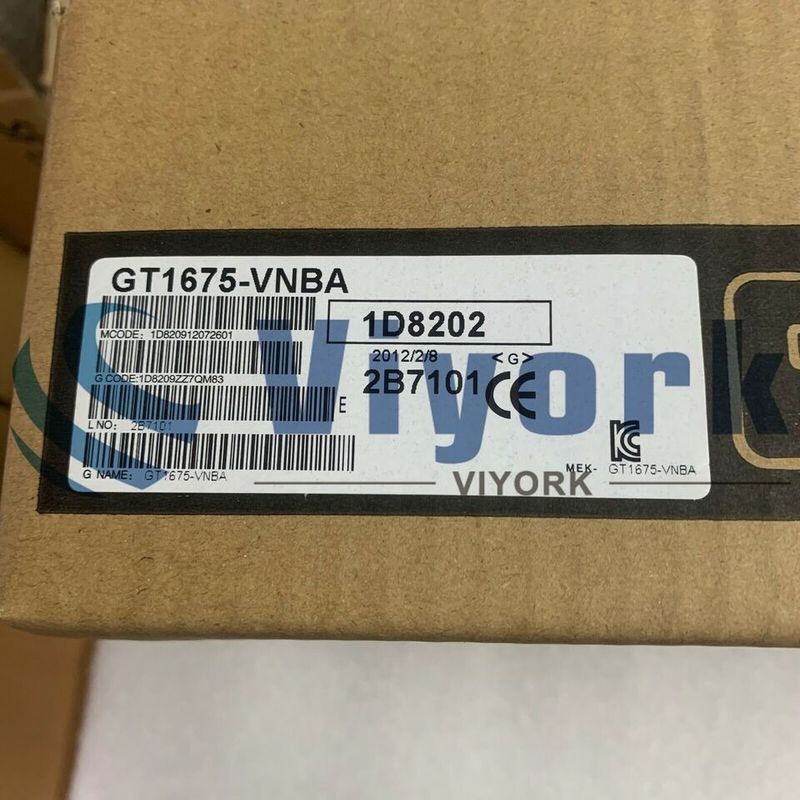 GT1675-VNBA
1D8202
MCODE: 1D820912072601
2012/2/8 <G>
G CODE:1D8209ZZ7QM83
2B7101 CE
E
L NO: 2B7101
G NAME: GT1675-VNBA
MEK- GT1675-VNBA
Viyork
VIYORK